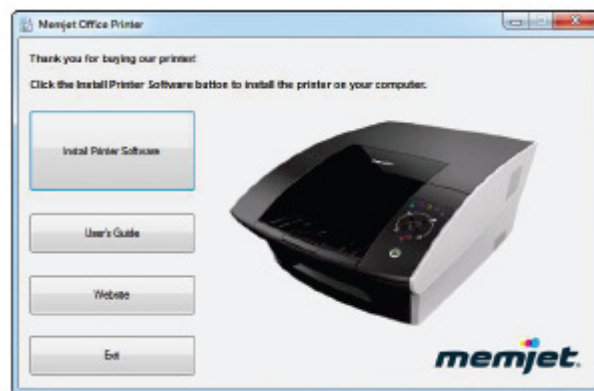 Memjet Office Printer
Thank you for buying our printer!
Click the Install Printer Software button to install the printer on your computer.
Install Printer Software
User's Guide
Website
Exit
memjet.